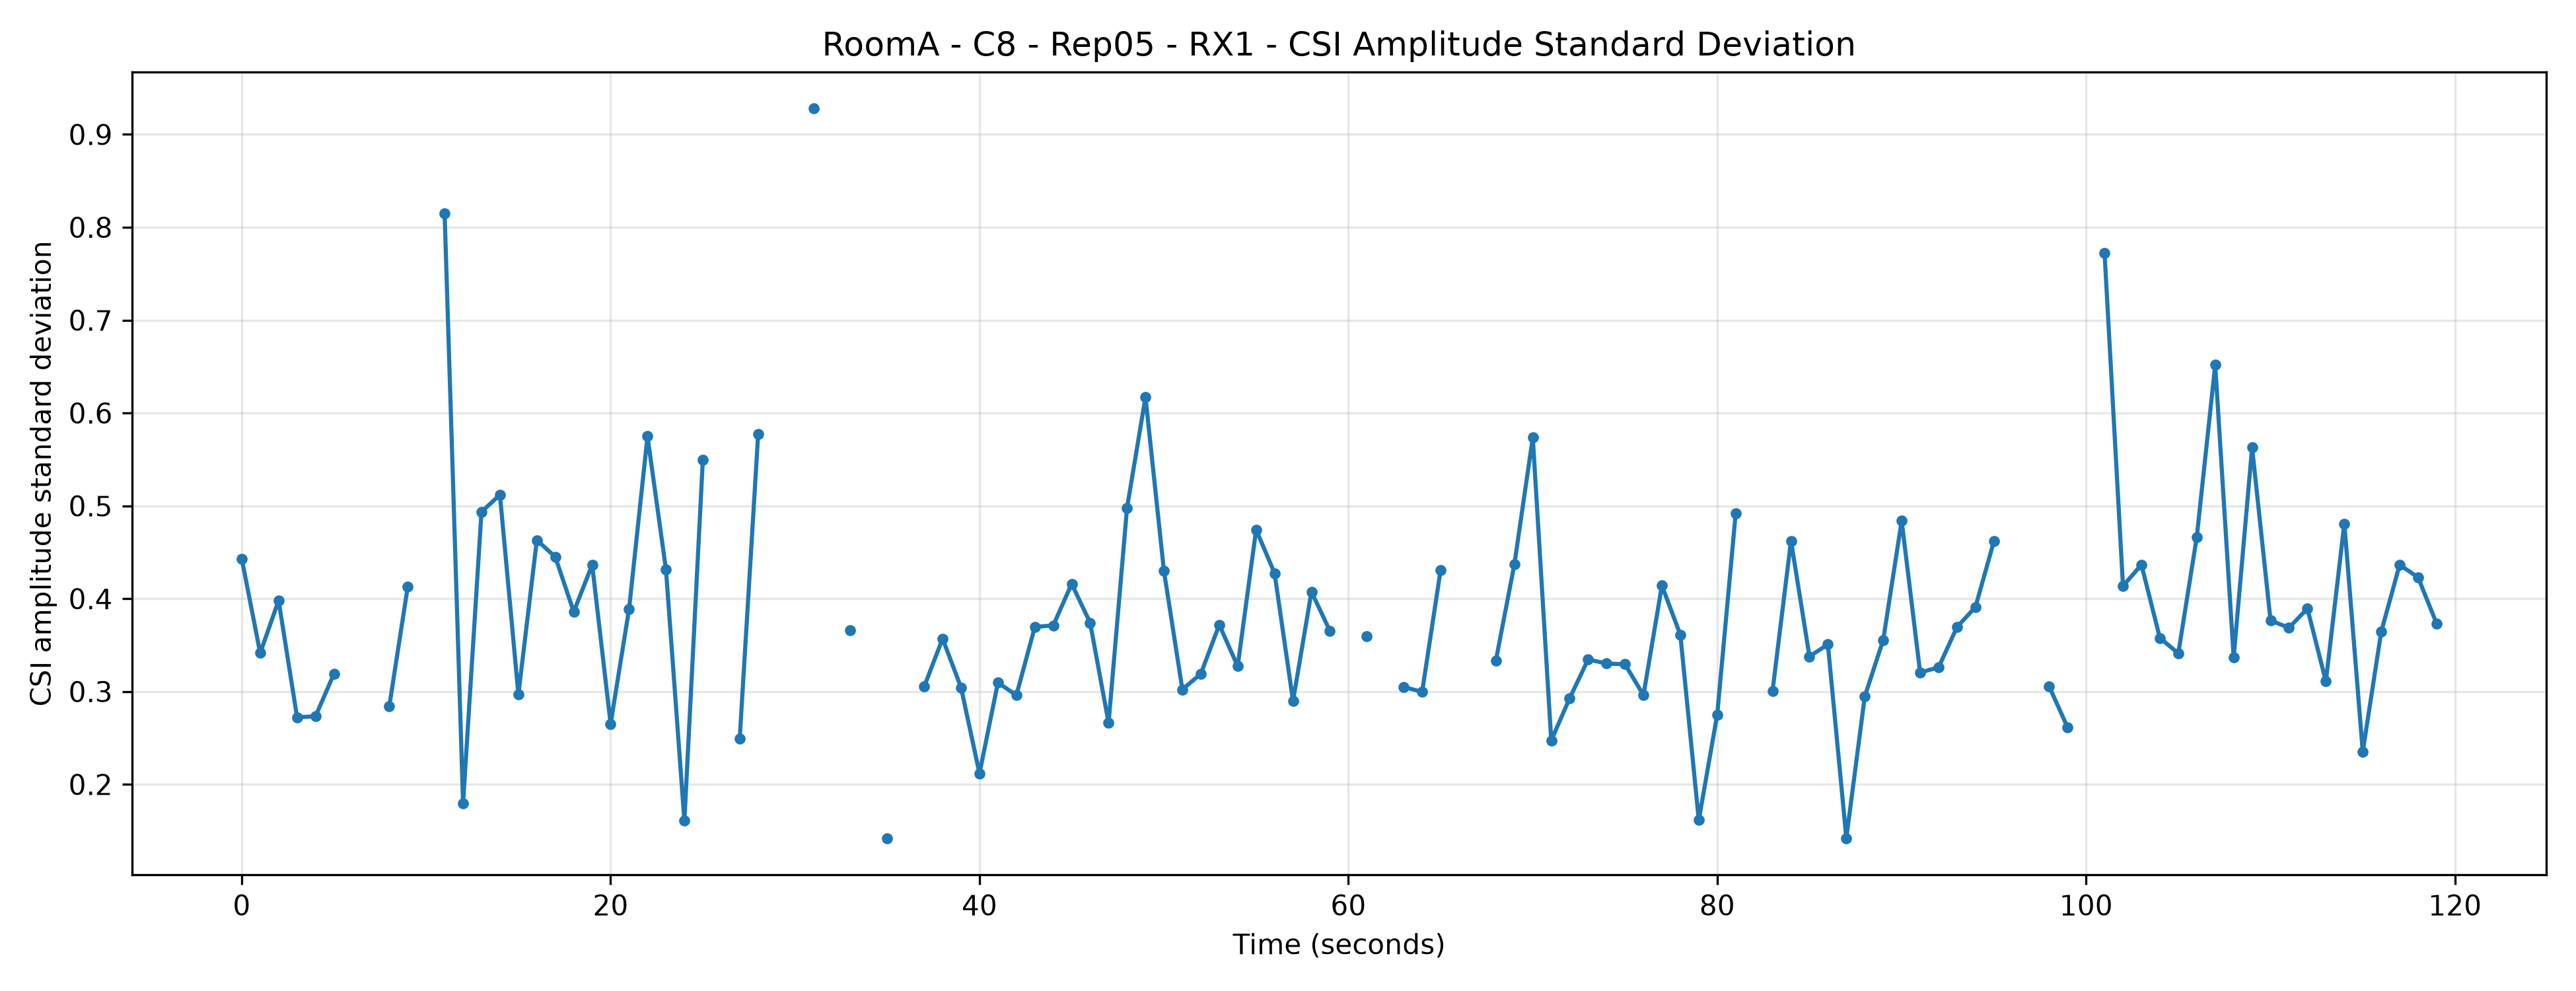 RoomA - C8 - Rep05 - RX1 - CSI Amplitude Standard Deviation
CSI amplitude standard deviation
0.9
0.8
0.7
0.6
0.5
0.4
0.3
0.2
0 20 40 60 80 100 120
Time (seconds)